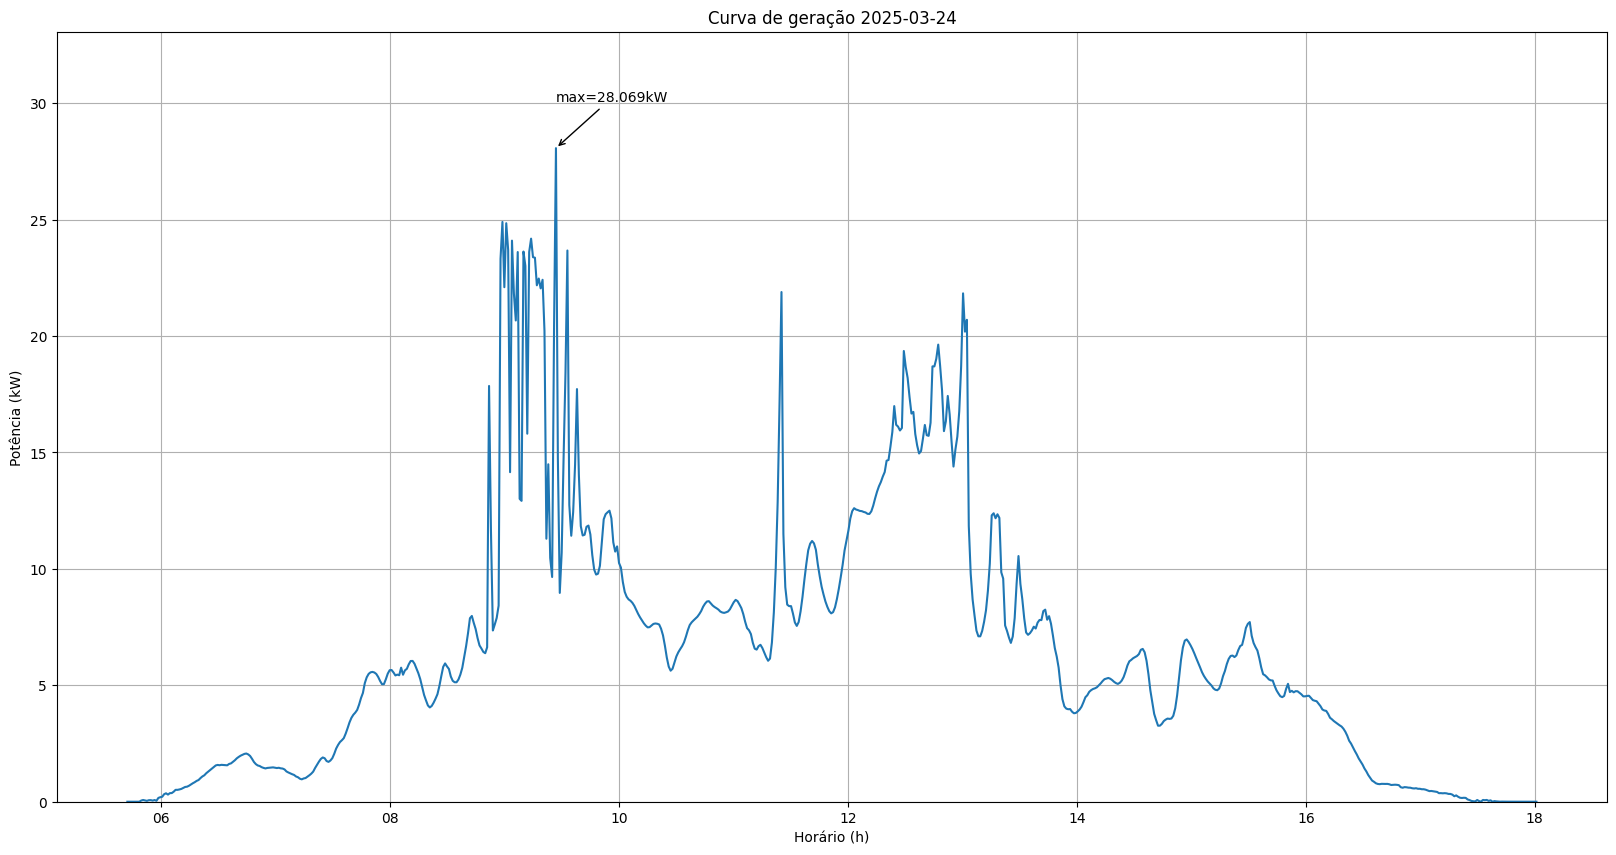 Curva de geração 2025-03-24
max=28.069kW
Potência (kW)
30
25
20
15
10
5
0
06 08 10 12 14 16 18
Horário (h)